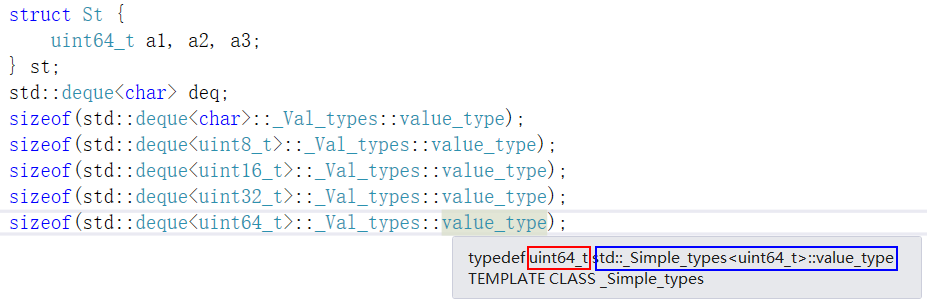 struct St {
    uint64_t a1, a2, a3;
} st;
std::deque<char> deq;
sizeof(std::deque<char>::_Val_types::value_type);
sizeof(std::deque<uint8_t>::_Val_types::value_type);
sizeof(std::deque<uint16_t>::_Val_types::value_type);
sizeof(std::deque<uint32_t>::_Val_types::value_type);
sizeof(std::deque<uint64_t>::_Val_types::value_type);
typedef uint64_t std::_Simple_types<uint64_t>::value_type
TEMPLATE CLASS _Simple_types